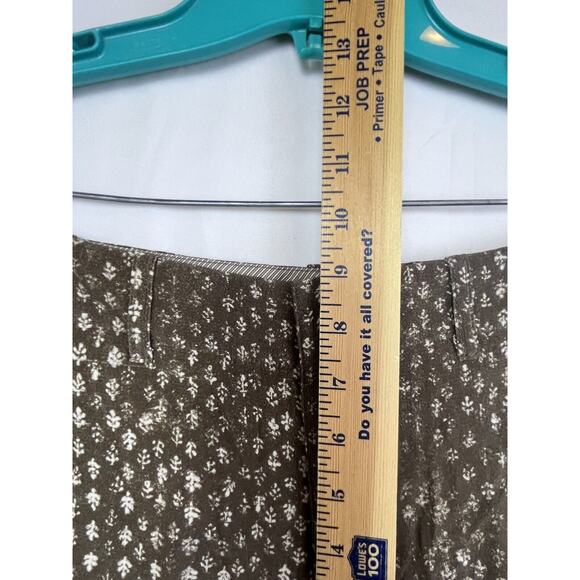 13
12
11
10
9
8
7
6
5
4
JOB PREP
• Primer • Tape • Caul
Do you have it all covered?
LOWE'S
100